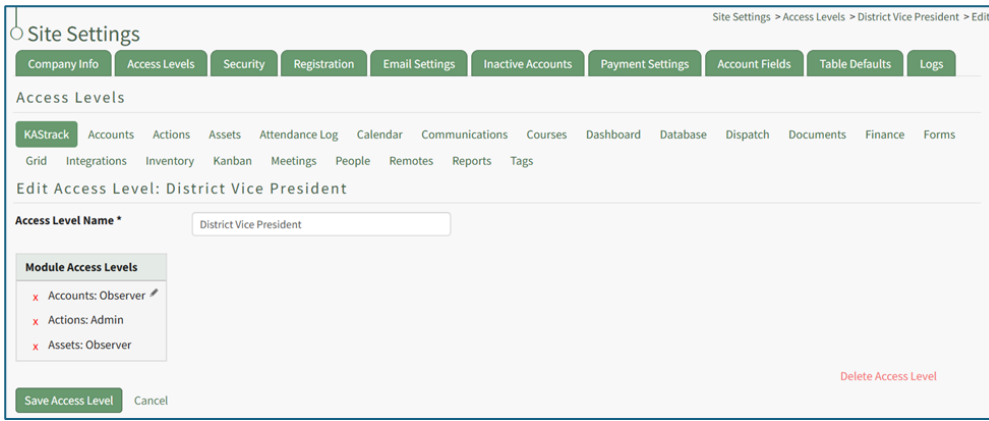 Site Settings > Access Levels > District Vice President > Edit
Site Settings
Company Info Access Levels Security Registration Email Settings Inactive Accounts Payment Settings Account Fields Table Defaults Logs
Access Levels
KAStrack Accounts Actions Assets Attendance Log Calendar Communications Courses Dashboard Database Dispatch Documents Finance Forms
Grid Integrations Inventory Kanban Meetings People Remotes Reports Tags
Edit Access Level: District Vice President
Access Level Name * District Vice President
Module Access Levels
x Accounts: Observer
x Actions: Admin
x Assets: Observer
Delete Access Level
Save Access Level Cancel